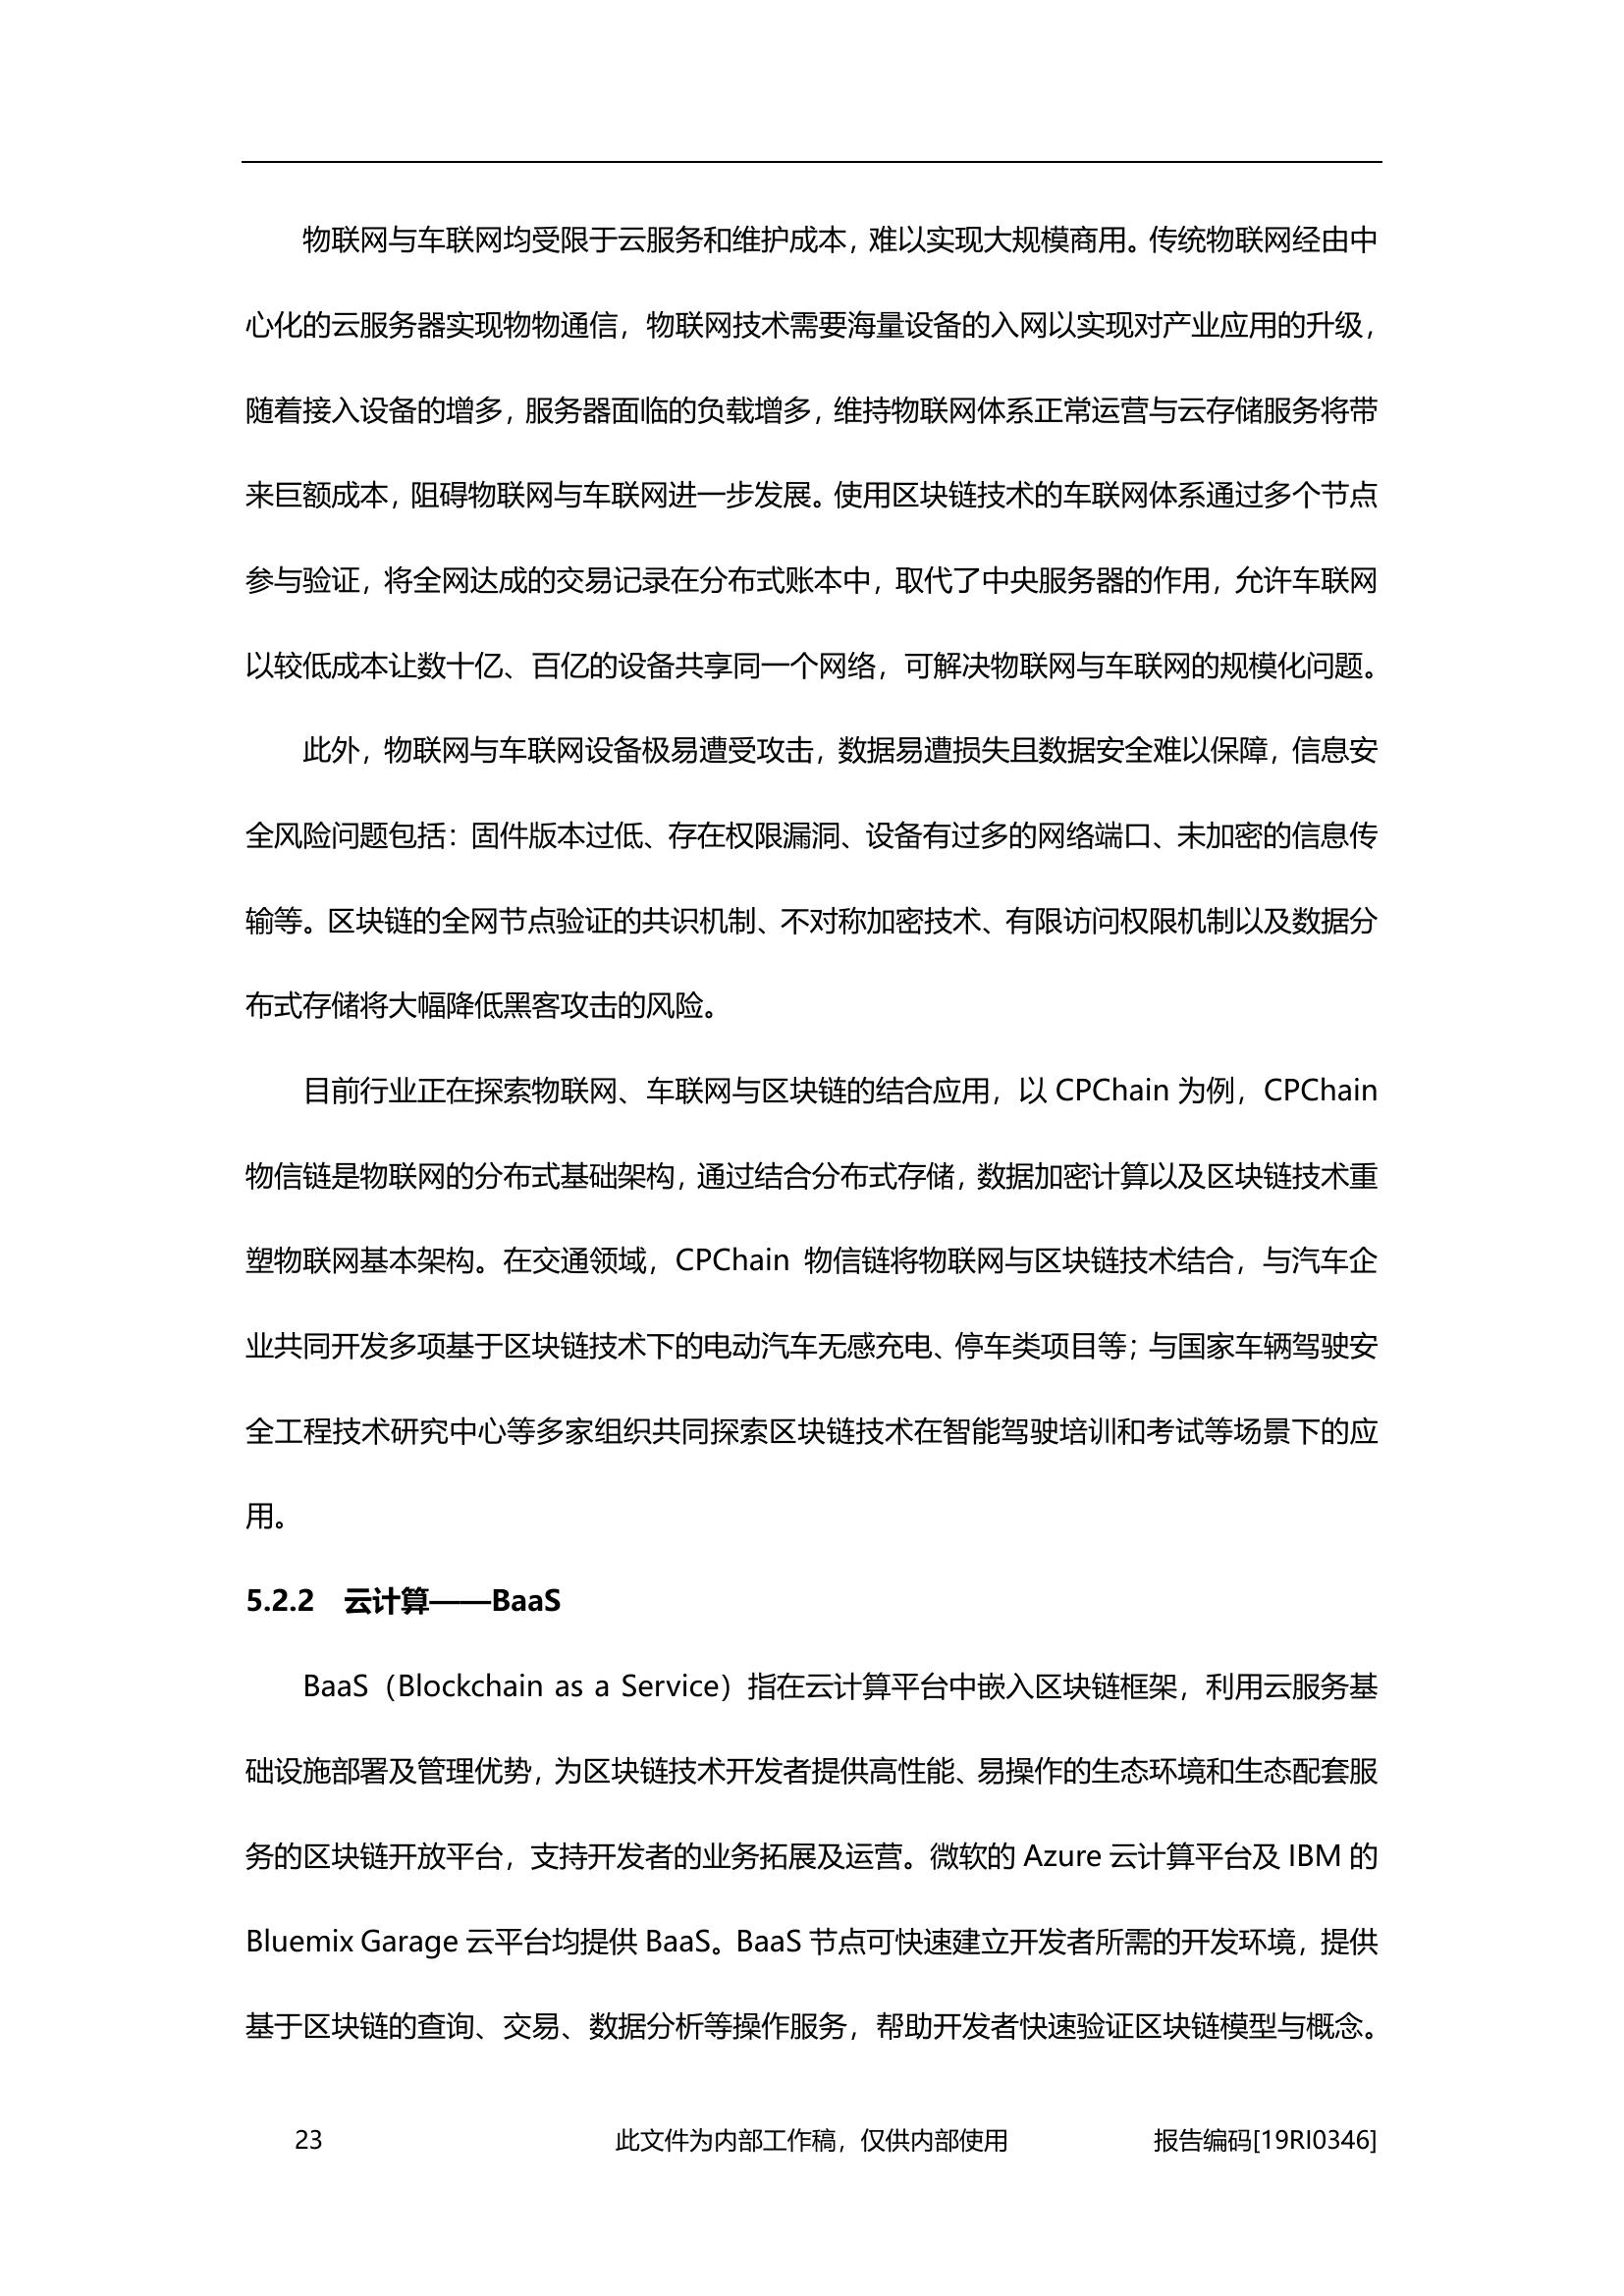 物联网与车联网均受限于云服务和维护成本，难以实现大规模商用。传统物联网经由中
心化的云服务器实现物物通信，物联网技术需要海量设备的入网以实现对产业应用的升级，
随着接入设备的增多，服务器面临的负载增多，维持物联网体系正常运营与云存储服务将带
来巨额成本，阻碍物联网与车联网进一步发展。使用区块链技术的车联网体系通过多个节点
参与验证，将全网达成的交易记录在分布式账本中，取代了中央服务器的作用，允许车联网
以较低成本让数十亿、百亿的设备共享同一个网络，可解决物联网与车联网的规模化问题。
此外，物联网与车联网设备极易遭受攻击，数据易遭损失且数据安全难以保障，信息安
全风险问题包括：固件版本过低、存在权限漏洞、设备有过多的网络端口、未加密的信息传
输等。区块链的全网节点验证的共识机制、不对称加密技术、有限访问权限机制以及数据分
布式存储将大幅降低黑客攻击的风险。
目前行业正在探索物联网、车联网与区块链的结合应用，以 CPChain 为例，CPChain
物信链是物联网的分布式基础架构，通过结合分布式存储，数据加密计算以及区块链技术重
塑物联网基本架构。在交通领域，CPChain 物信链将物联网与区块链技术结合，与汽车企
业共同开发多项基于区块链技术下的电动汽车无感充电、停车类项目等；与国家车辆驾驶安
全工程技术研究中心等多家组织共同探索区块链技术在智能驾驶培训和考试等场景下的应
用。
5.2.2 云计算——BaaS
BaaS（Blockchain as a Service）指在云计算平台中嵌入区块链框架，利用云服务基
础设施部署及管理优势，为区块链技术开发者提供高性能、易操作的生态环境和生态配套服
务的区块链开放平台，支持开发者的业务拓展及运营。微软的 Azure 云计算平台及 IBM 的
Bluemix Garage 云平台均提供 BaaS。BaaS 节点可快速建立开发者所需的开发环境，提供
基于区块链的查询、交易、数据分析等操作服务，帮助开发者快速验证区块链模型与概念。
23 此文件为内部工作稿，仅供内部使用 报告编码[19RI0346]